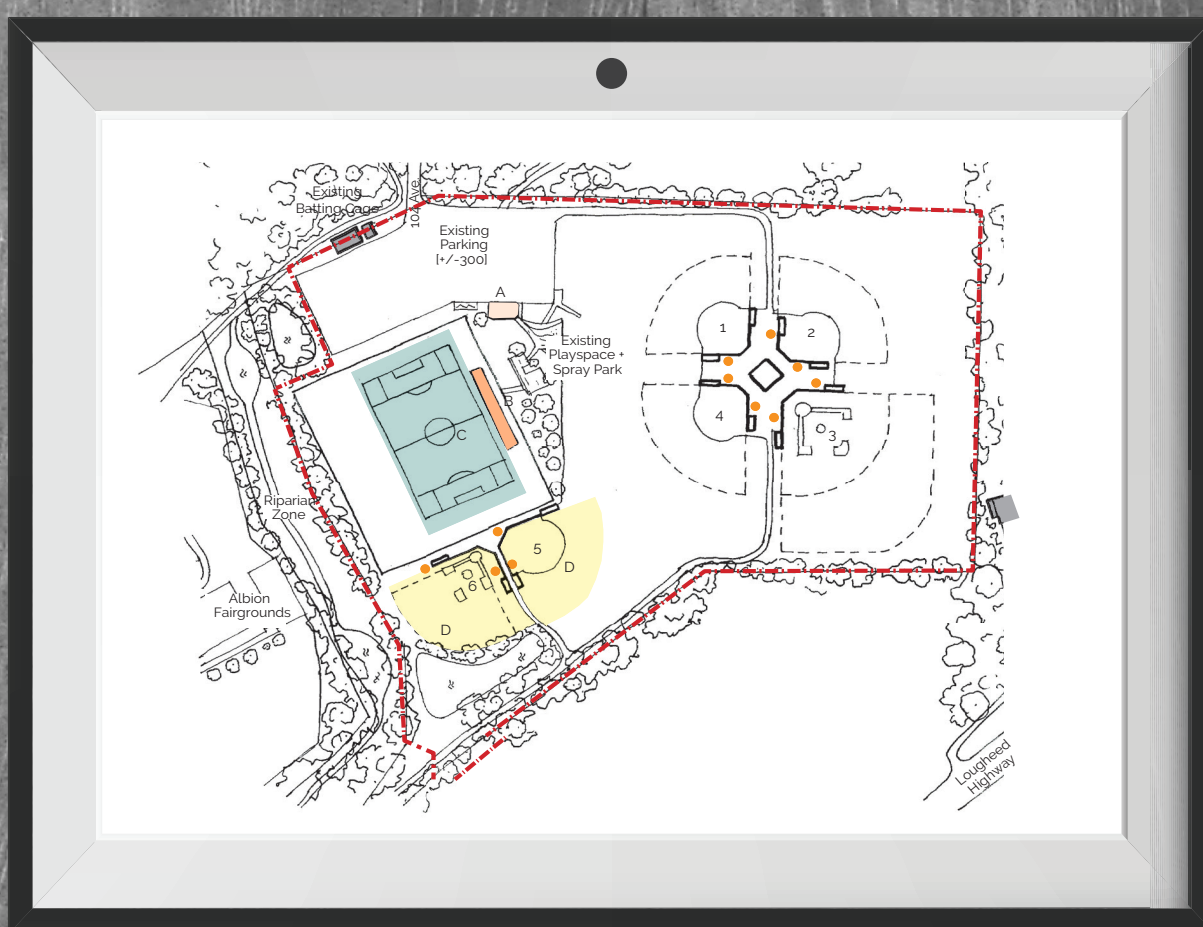 Existing
Batting Cage
104 Ave
Existing
Parking
[+/-300]
A
1
2
Existing
Playspace +
Spray Park
B
4
3
C
Riparian
Zone
5
D
6
Albion
Fairgrounds
D
Lougheed
Highway